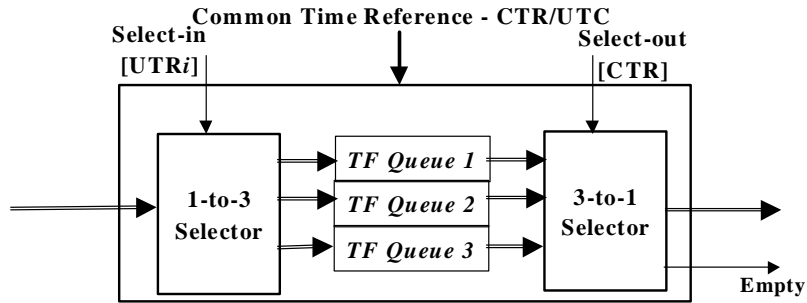 Common Time Reference - CTR/UTC
Select-in
[UTRi]
Select-out
[CTR]
1-to-3
Selector
TF Queue 1
TF Queue 2
TF Queue 3
3-to-1
Selector
Empty